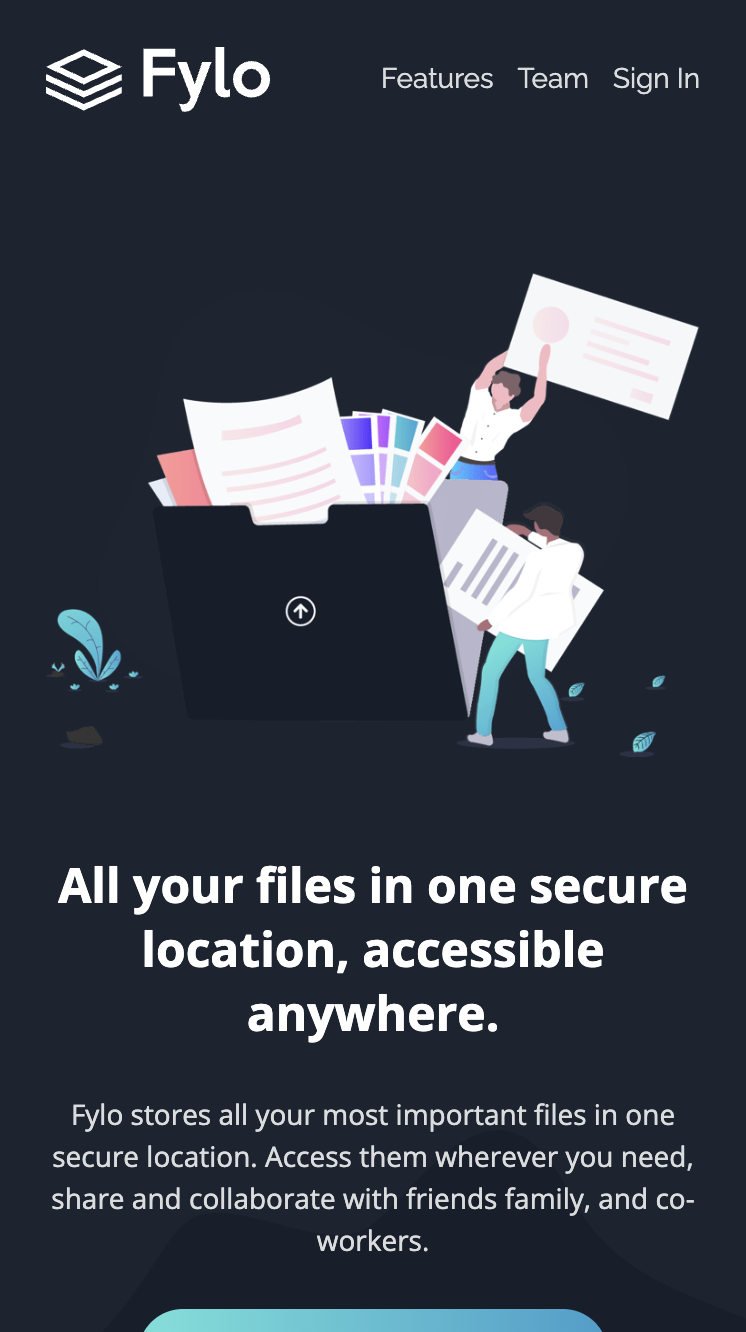 Fylo
Features Team Sign In
All your files in one secure
location, accessible
anywhere.
Fylo stores all your most important files in one
secure location. Access them wherever you need,
share and collaborate with friends family, and co-
workers.